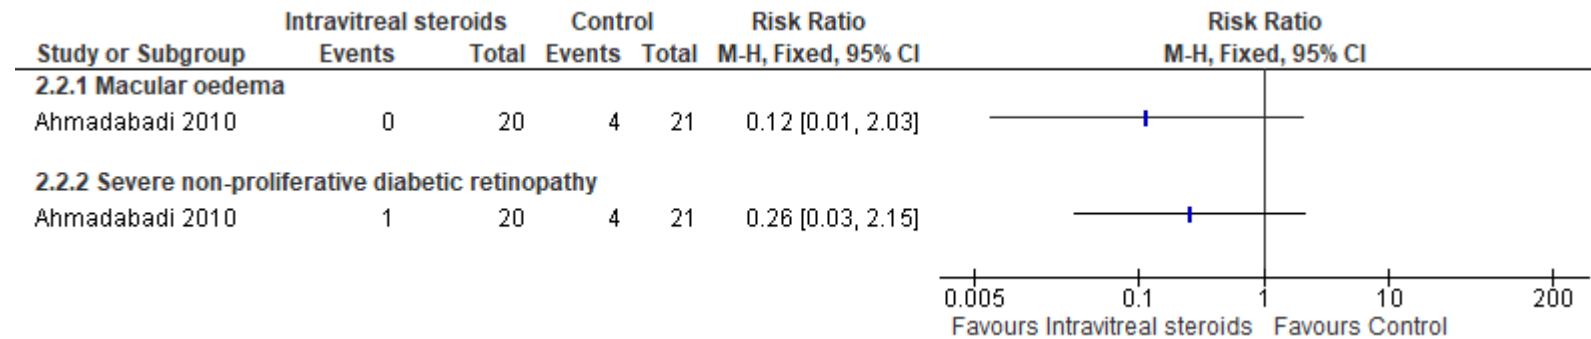 Intravitreal steroids Control Risk Ratio Risk Ratio
Study or Subgroup Events Total Events Total M-H, Fixed, 95% CI M-H, Fixed, 95% CI
2.2.1 Macular oedema
Ahmadabadi 2010 0 20 4 21 0.12 [0.01, 2.03]
2.2.2 Severe non-proliferative diabetic retinopathy
Ahmadabadi 2010 1 20 4 21 0.26 [0.03, 2.15]
0.005 0.1 1 10 200
Favours Intravitreal steroids Favours Control